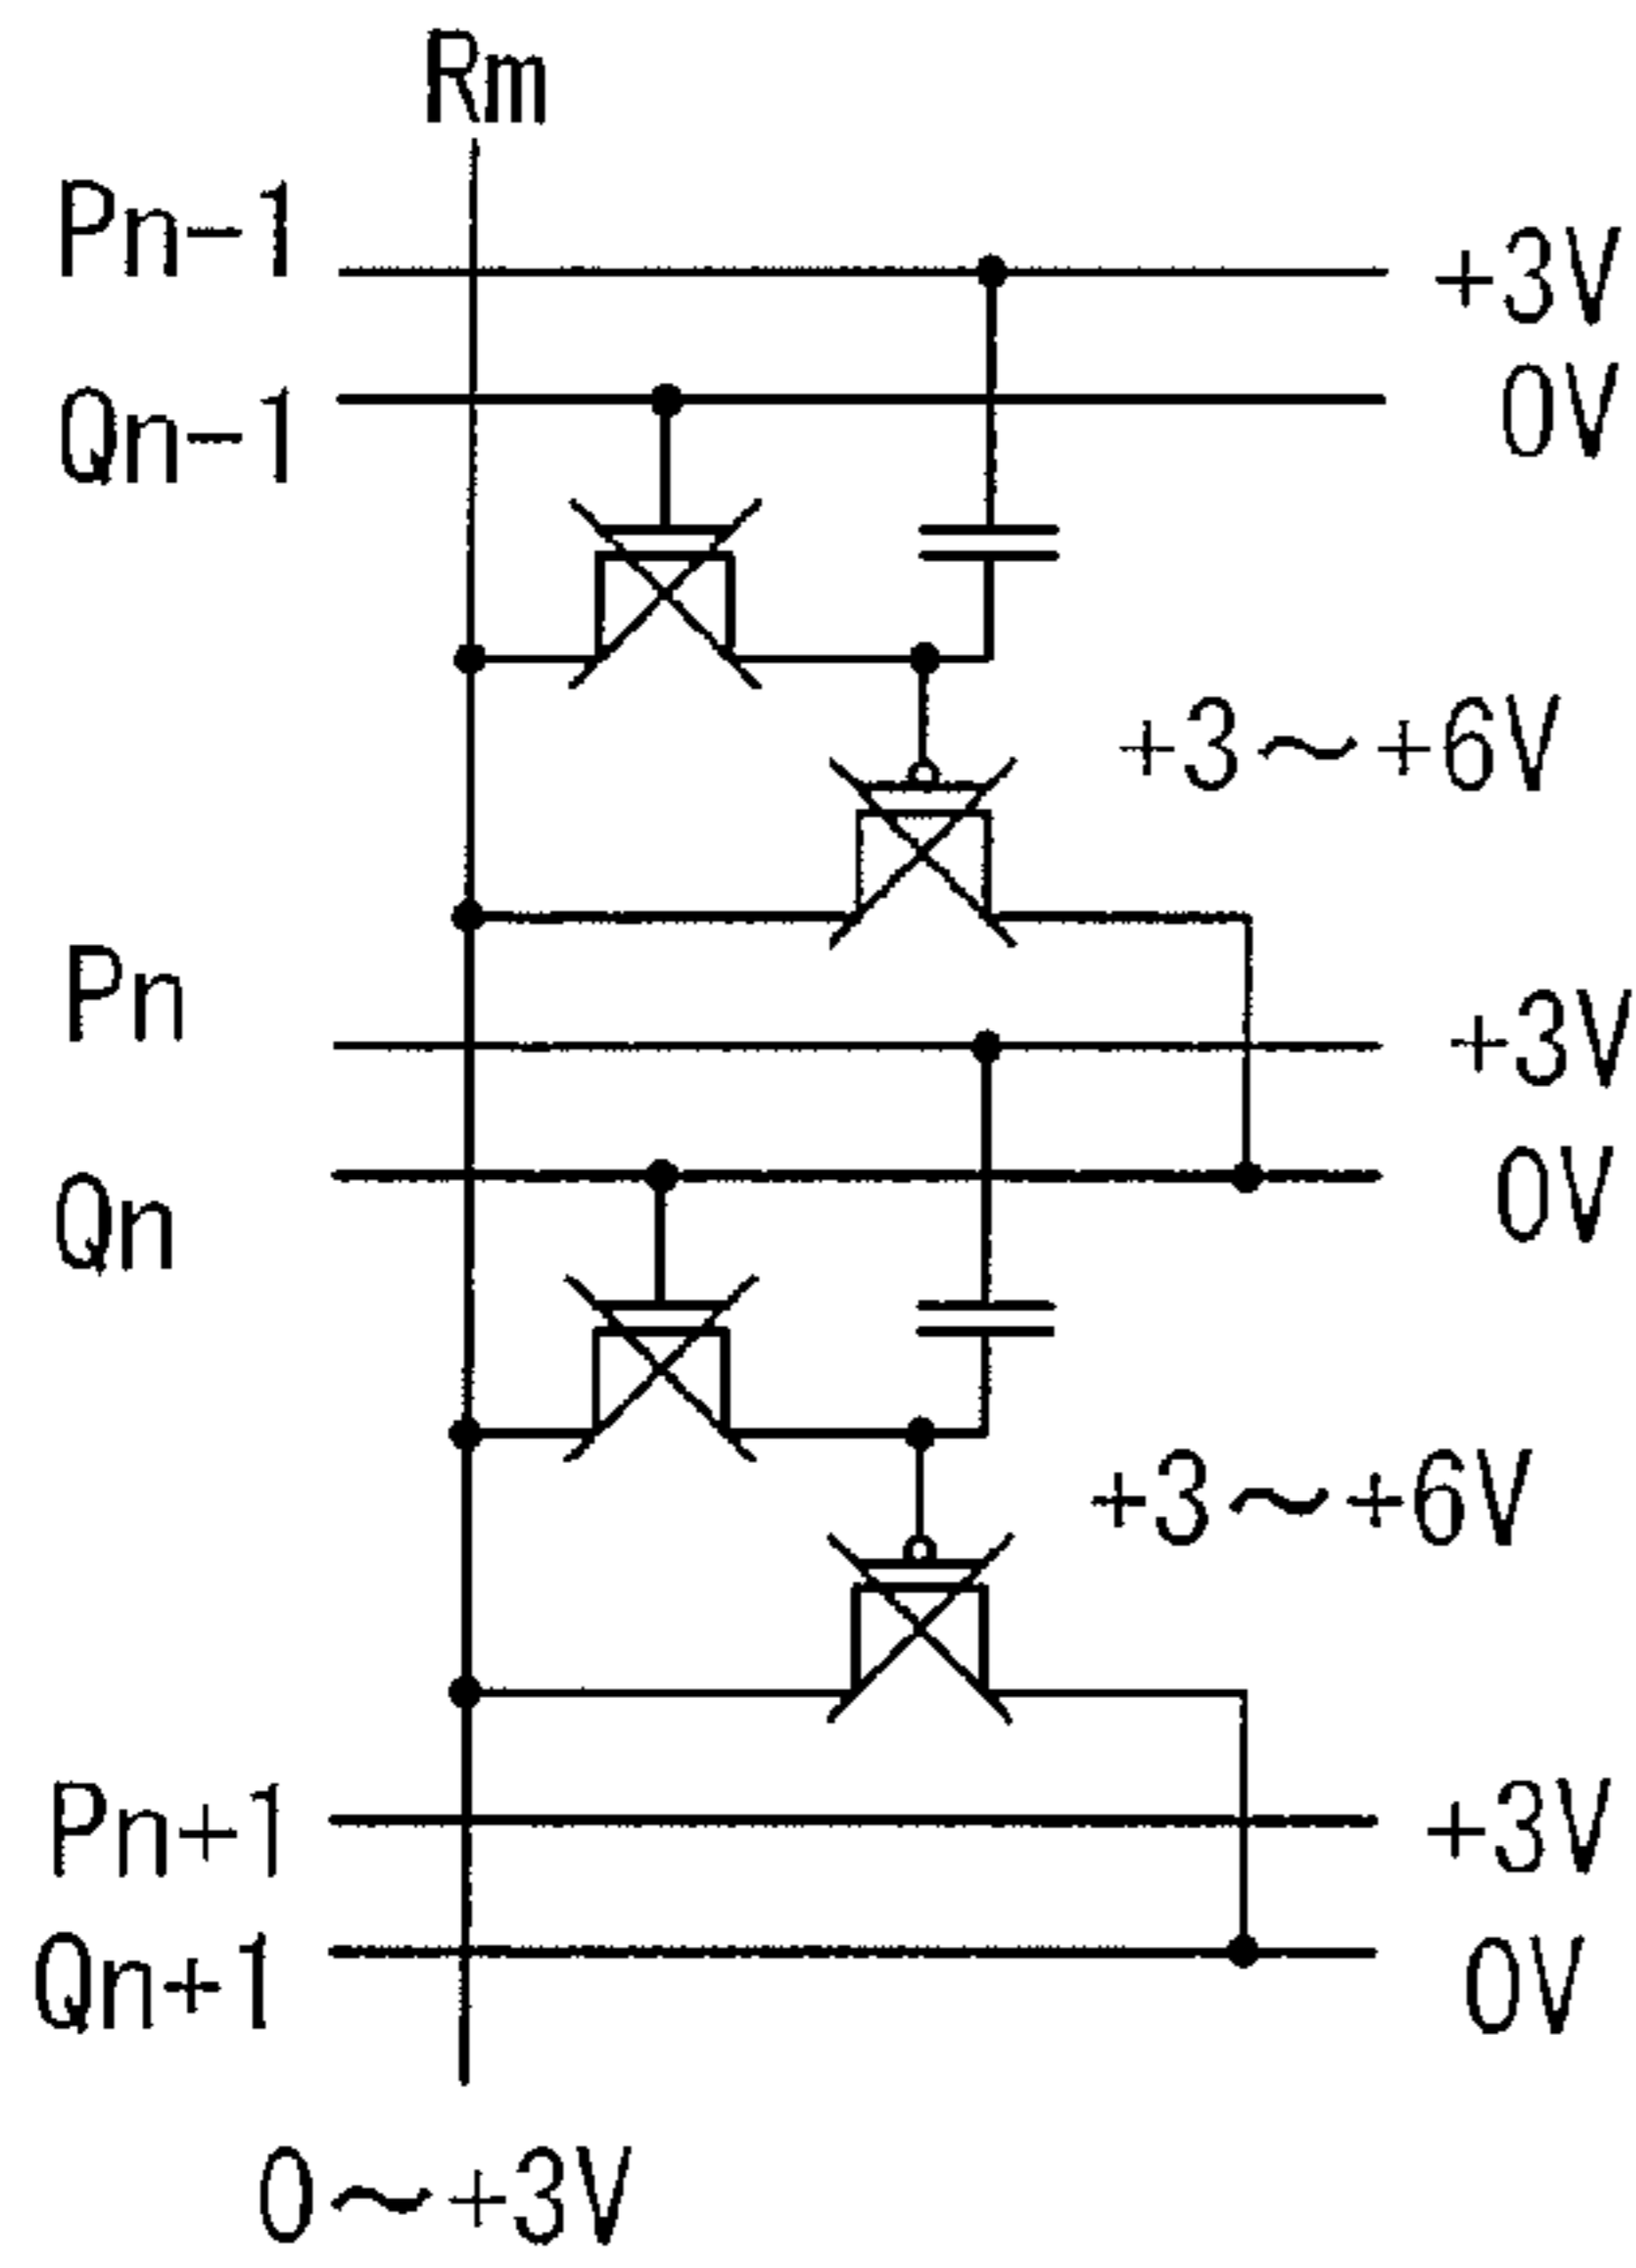 Rm
Pn-1
+3V
Qn-1
0V
+3～+6V
Pn
+3V
Qn
0V
+3～+6V
Pn+1
+3V
Qn+1
0V
0～+3V